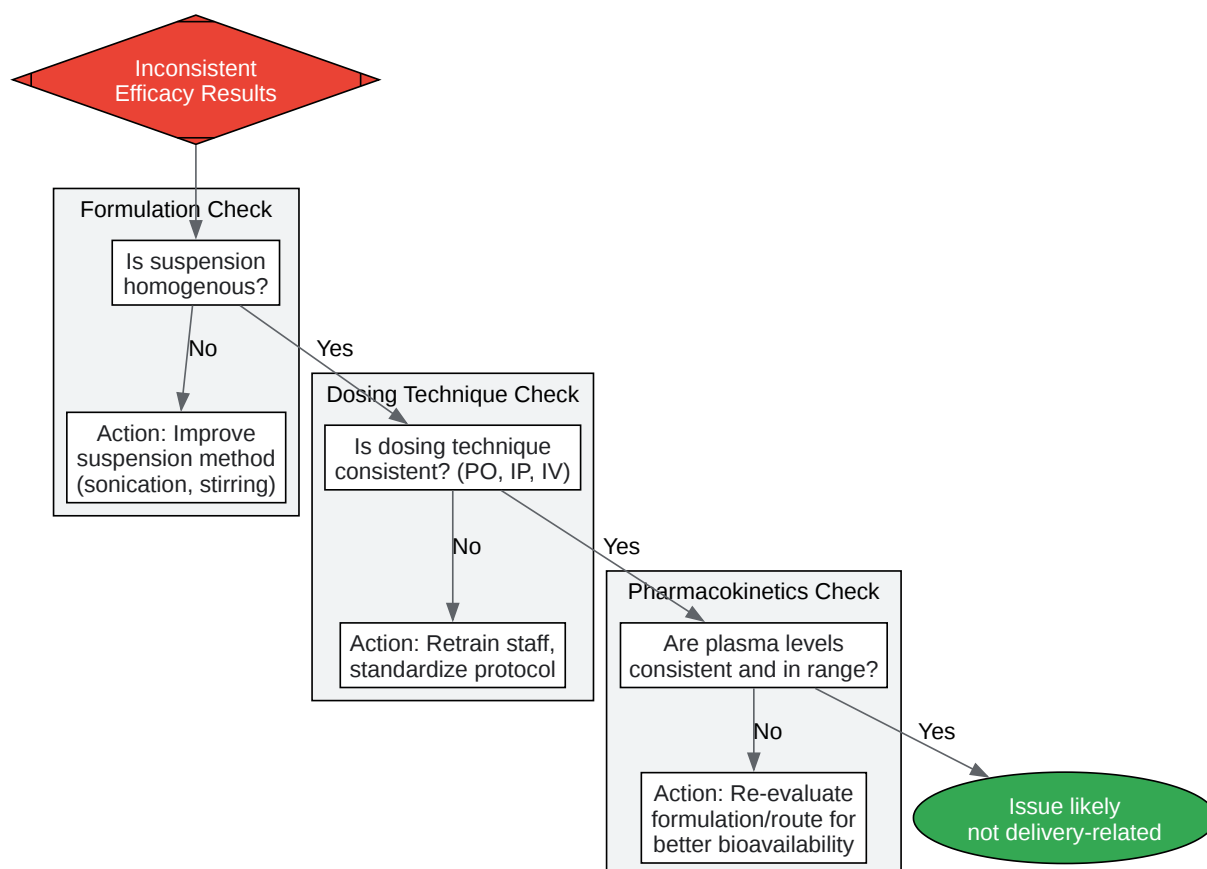 Inconsistent
Efficacy Results
Formulation Check
Is suspension
homogenous?
No
Yes
Action: Improve
suspension method
(sonication, stirring)
Dosing Technique Check
Is dosing technique
consistent? (PO, IP, IV)
No
Yes
Action: Retrain staff,
standardize protocol
Pharmacokinetics Check
Are plasma levels
consistent and in range?
No
Yes
Action: Re-evaluate
formulation/route for
better bioavailability
Issue likely
not delivery-related